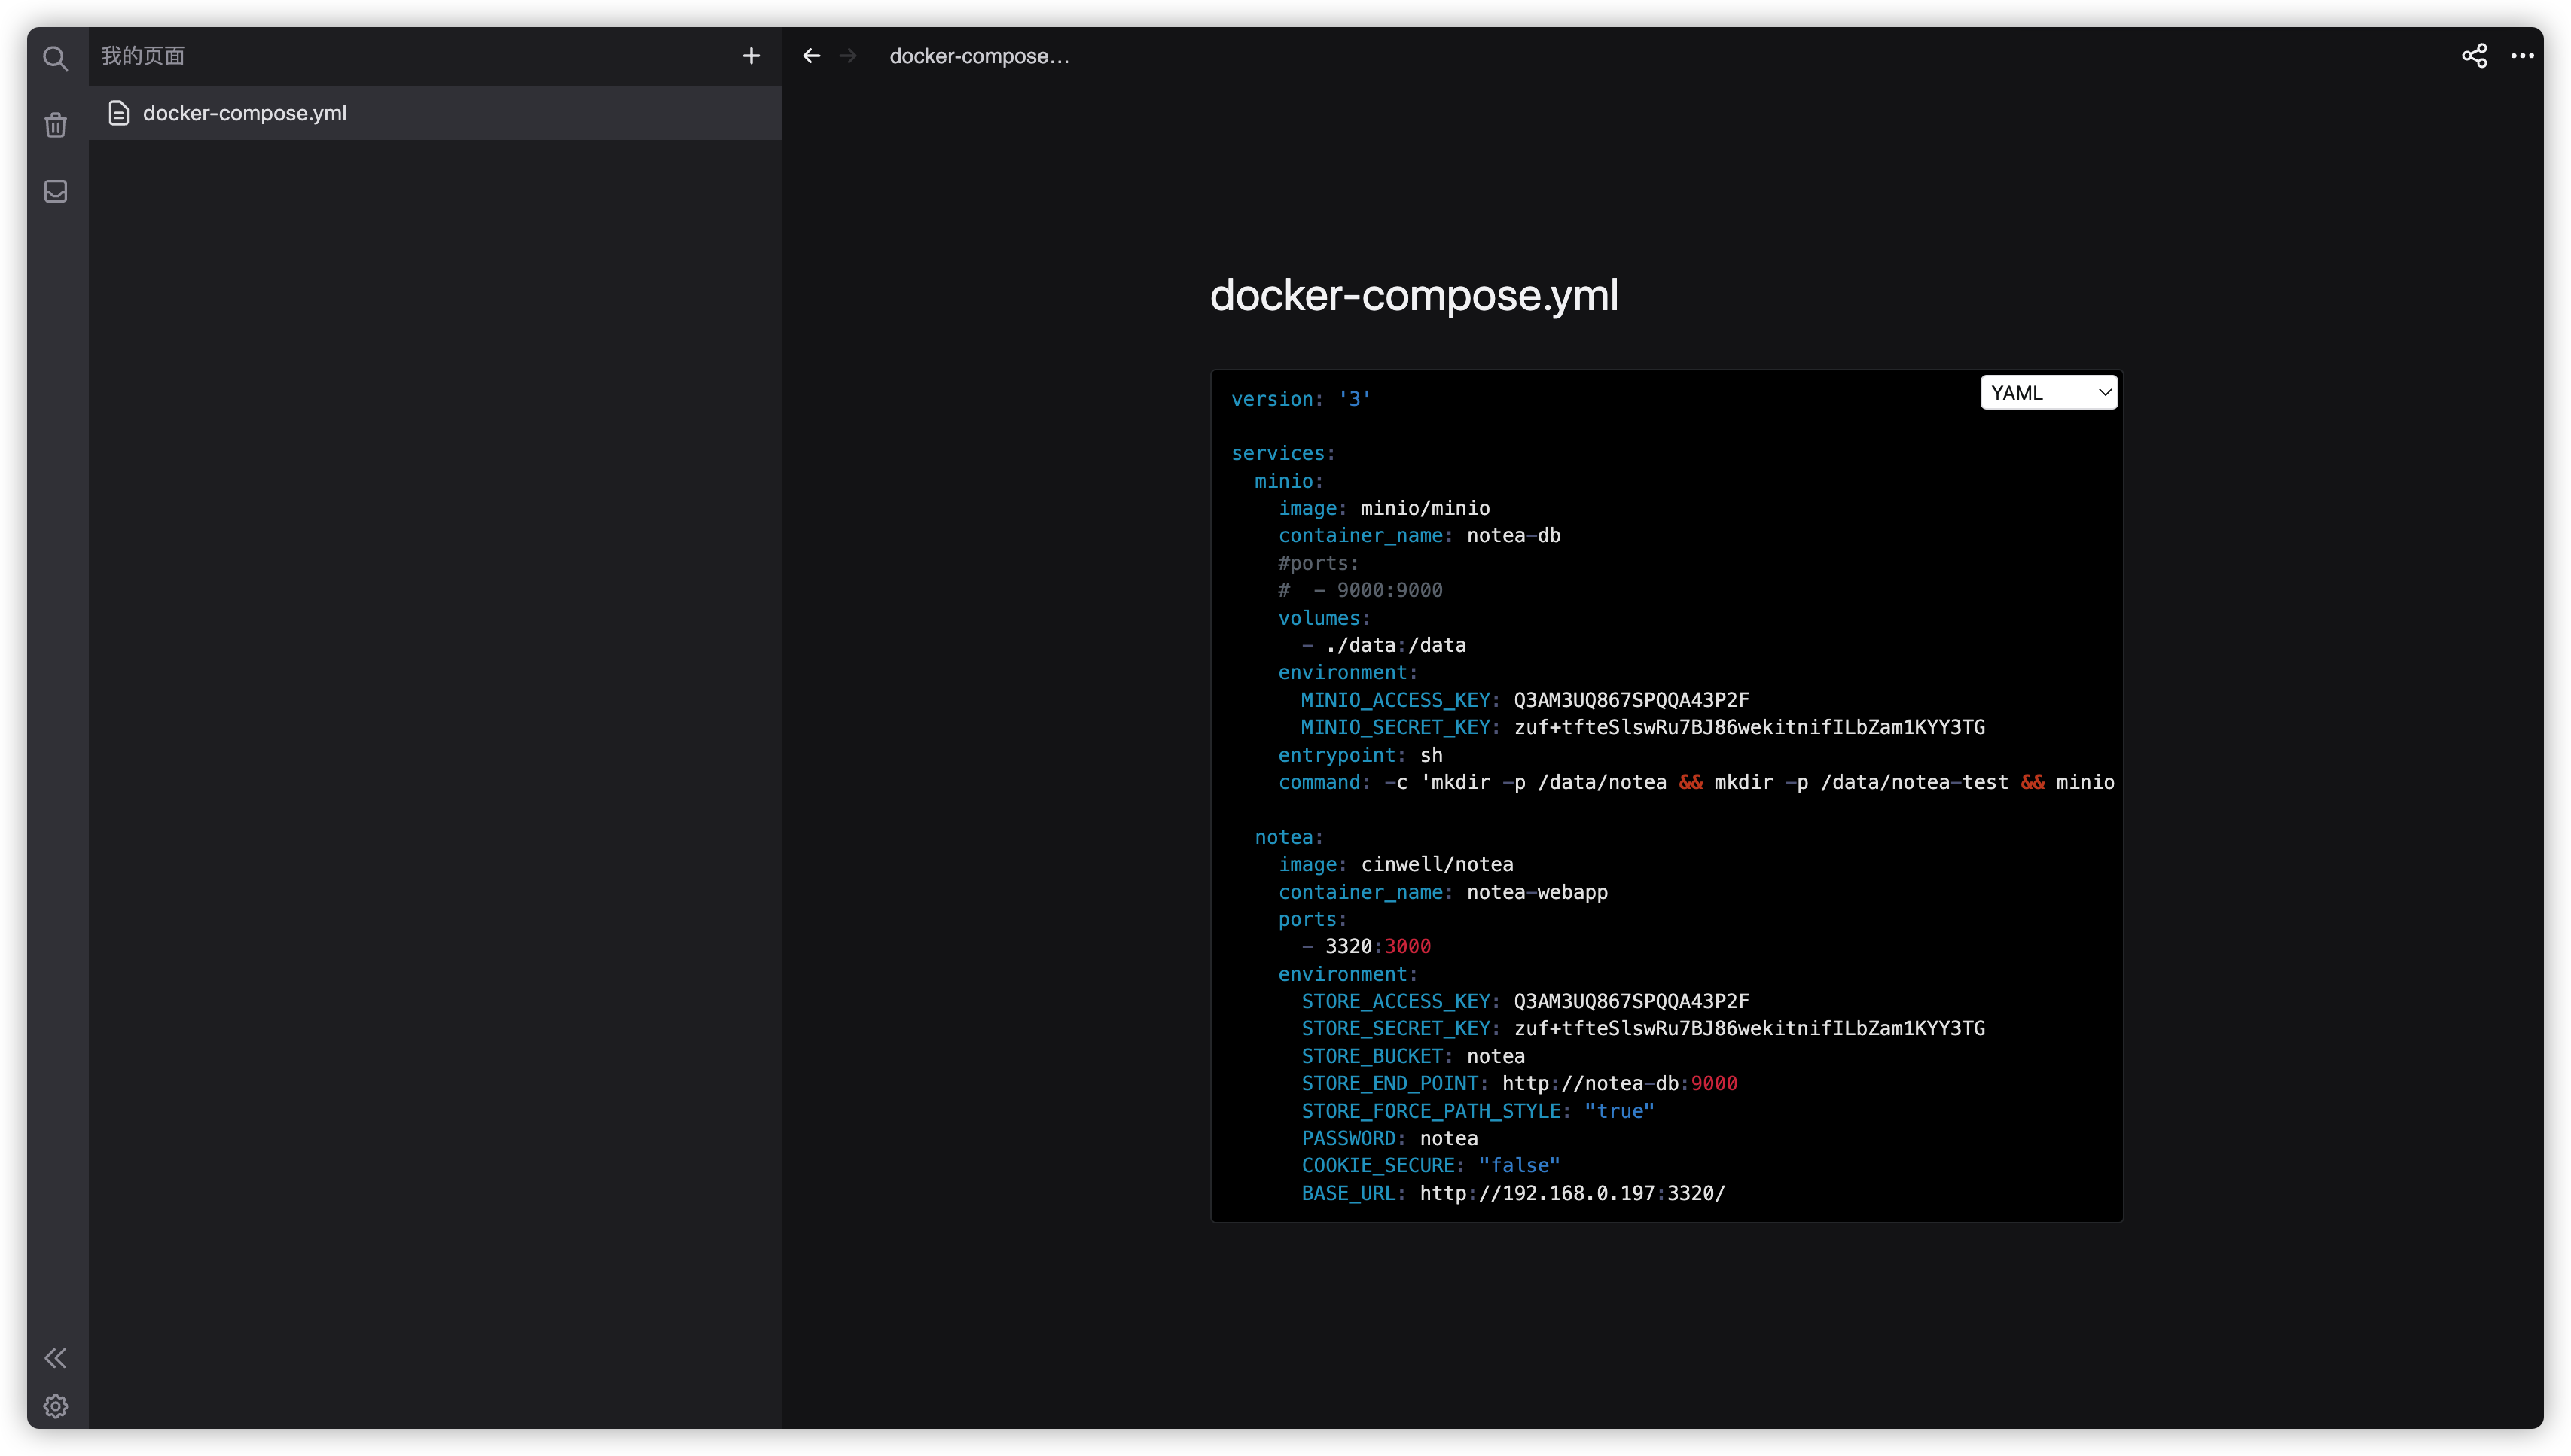 我的页面
docker-compose.yml
docker-compose...
docker-compose.yml
YAML
version: '3'
services:
  minio:
    image: minio/minio
    container_name: notea-db
    #ports:
    #  - 9000:9000
    volumes:
      - ./data:/data
    environment:
      MINIO_ACCESS_KEY: Q3AM3UQ867SPQQA43P2F
      MINIO_SECRET_KEY: zuf+tfteSlswRu7BJ86wekitnifILbZam1KYY3TG
    entrypoint: sh
    command: -c 'mkdir -p /data/notea && mkdir -p /data/notea-test && minio
  notea:
    image: cinwell/notea
    container_name: notea-webapp
    ports:
      - 3320:3000
    environment:
      STORE_ACCESS_KEY: Q3AM3UQ867SPQQA43P2F
      STORE_SECRET_KEY: zuf+tfteSlswRu7BJ86wekitnifILbZam1KYY3TG
      STORE_BUCKET: notea
      STORE_END_POINT: http://notea-db:9000
      STORE_FORCE_PATH_STYLE: "true"
      PASSWORD: notea
      COOKIE_SECURE: "false"
      BASE_URL: http://192.168.0.197:3320/